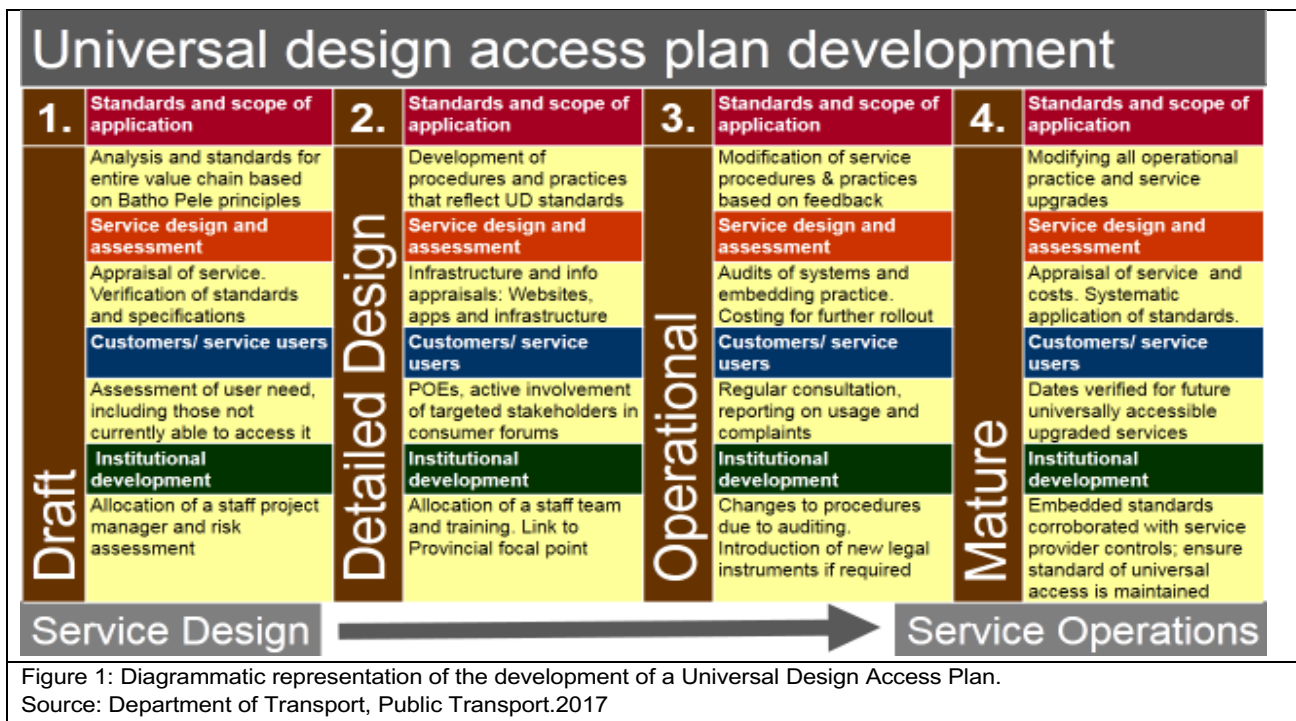 Universal design access plan development
1.
Draft
Standards and scope of
application
Analysis and standards for
entire value chain based
on Batho Pele principles
Service design and
assessment
Appraisal of service.
Verification of standards
and specifications
Customers/ service users
Assessment of user need,
including those not
currently able to access it
Institutional
development
Allocation of a staff project
manager and risk
assessment
2.
Detailed Design
Standards and scope of
application
Development of
procedures and practices
that reflect UD standards
Service design and
assessment
Infrastructure and info
appraisals: Websites,
apps and infrastructure
Customers/ service
users
POEs, active involvement
of targeted stakeholders in
consumer forums
Institutional
development
Allocation of a staff team
and training. Link to
Provincial focal point
3.
Operational
Standards and scope of
application
Modification of service
procedures & practices
based on feedback
Service design and
assessment
Audits of systems and
embedding practice.
Costing for further rollout
Customers/ service
users
Regular consultation,
reporting on usage and
complaints
Institutional
development
Changes to procedures
due to auditing.
Introduction of new legal
instruments if required
4.
Mature
Standards and scope of
application
Modifying all operational
practice and service
upgrades
Service design and
assessment
Appraisal of service and
costs. Systematic
application of standards.
Customers/ service
users
Dates verified for future
universally accessible
upgraded services
Institutional
development
Embedded standards
corroborated with service
provider controls; ensure
standard of universal
access is maintained
Service Design
Service Operations
Figure 1: Diagrammatic representation of the development of a Universal Design Access Plan.
Source: Department of Transport, Public Transport.2017